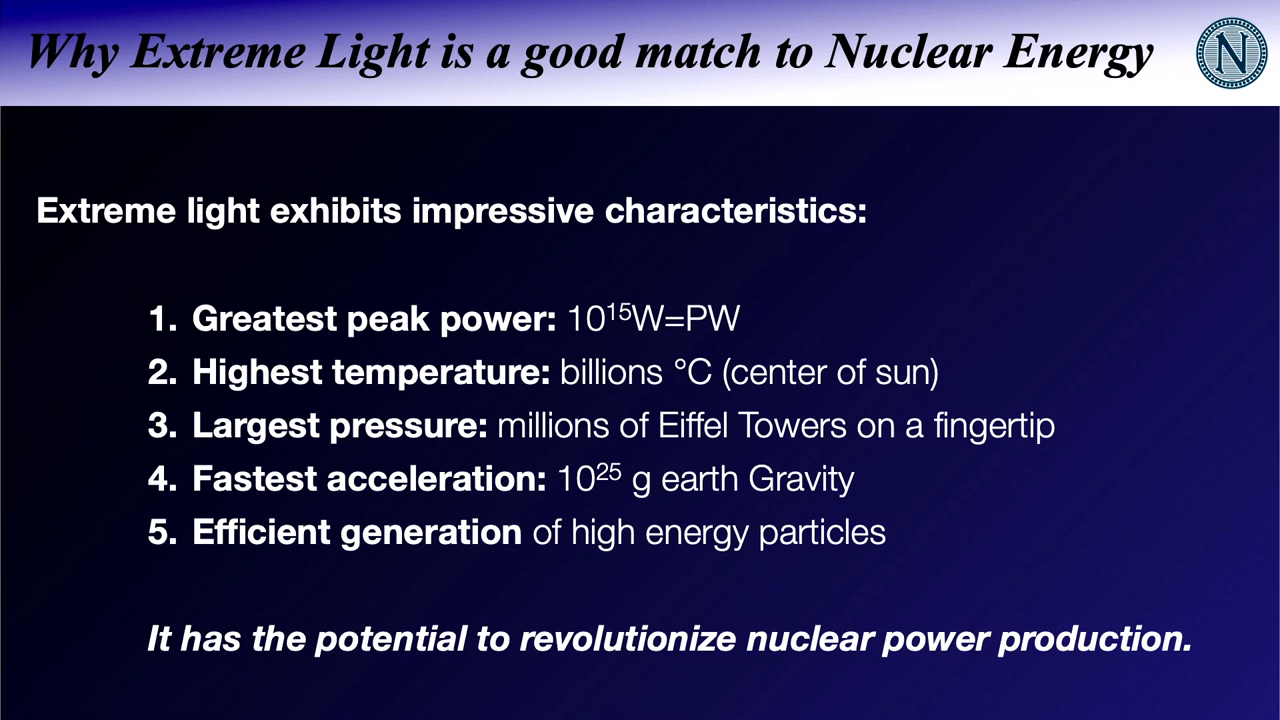 Why Extreme Light is a good match to Nuclear Energy
N
Extreme light exhibits impressive characteristics:
1. Greatest peak power: 10¹⁵W=PW
2. Highest temperature: billions °C (center of sun)
3. Largest pressure: millions of Eiffel Towers on a fingertip
4. Fastest acceleration: 10²⁵ g earth Gravity
5. Efficient generation of high energy particles
It has the potential to revolutionize nuclear power production.